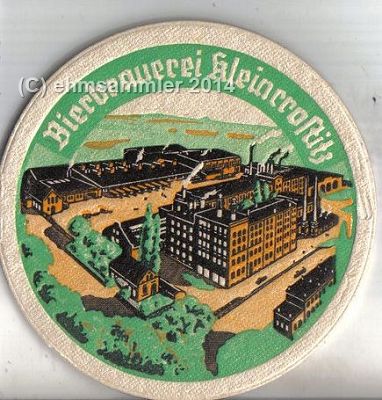 (C) ehmsammler 2014
Bierbrauerei Kleincrostitz